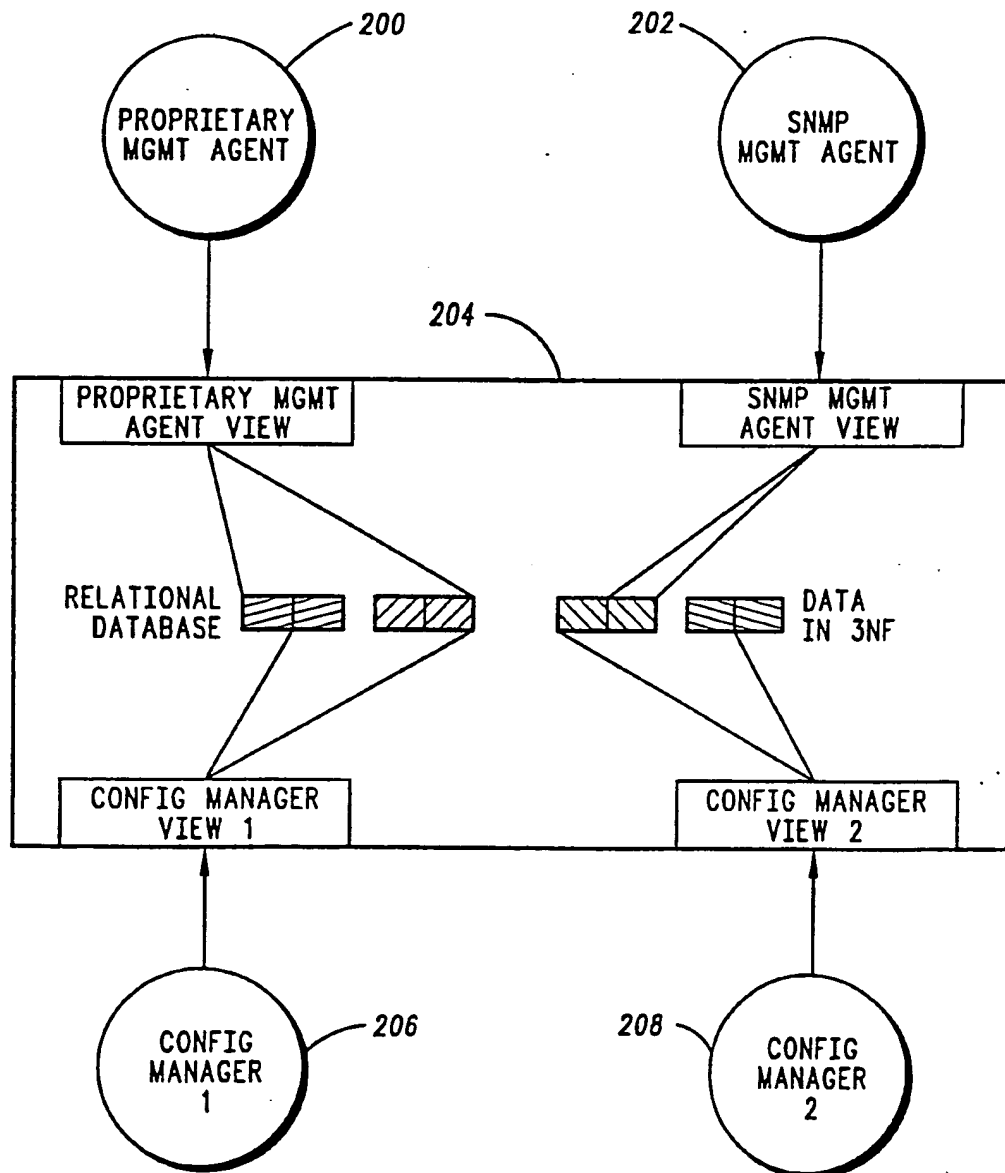 200
202
PROPRIETARY
MGMT AGENT
SNMP
MGMT AGENT
204
PROPRIETARY MGMT
AGENT VIEW
SNMP MGMT
AGENT VIEW
RELATIONAL
DATABASE
DATA
IN 3NF
CONFIG MANAGER
VIEW 1
CONFIG MANAGER
VIEW 2
206
208
CONFIG
MANAGER
1
CONFIG
MANAGER
2